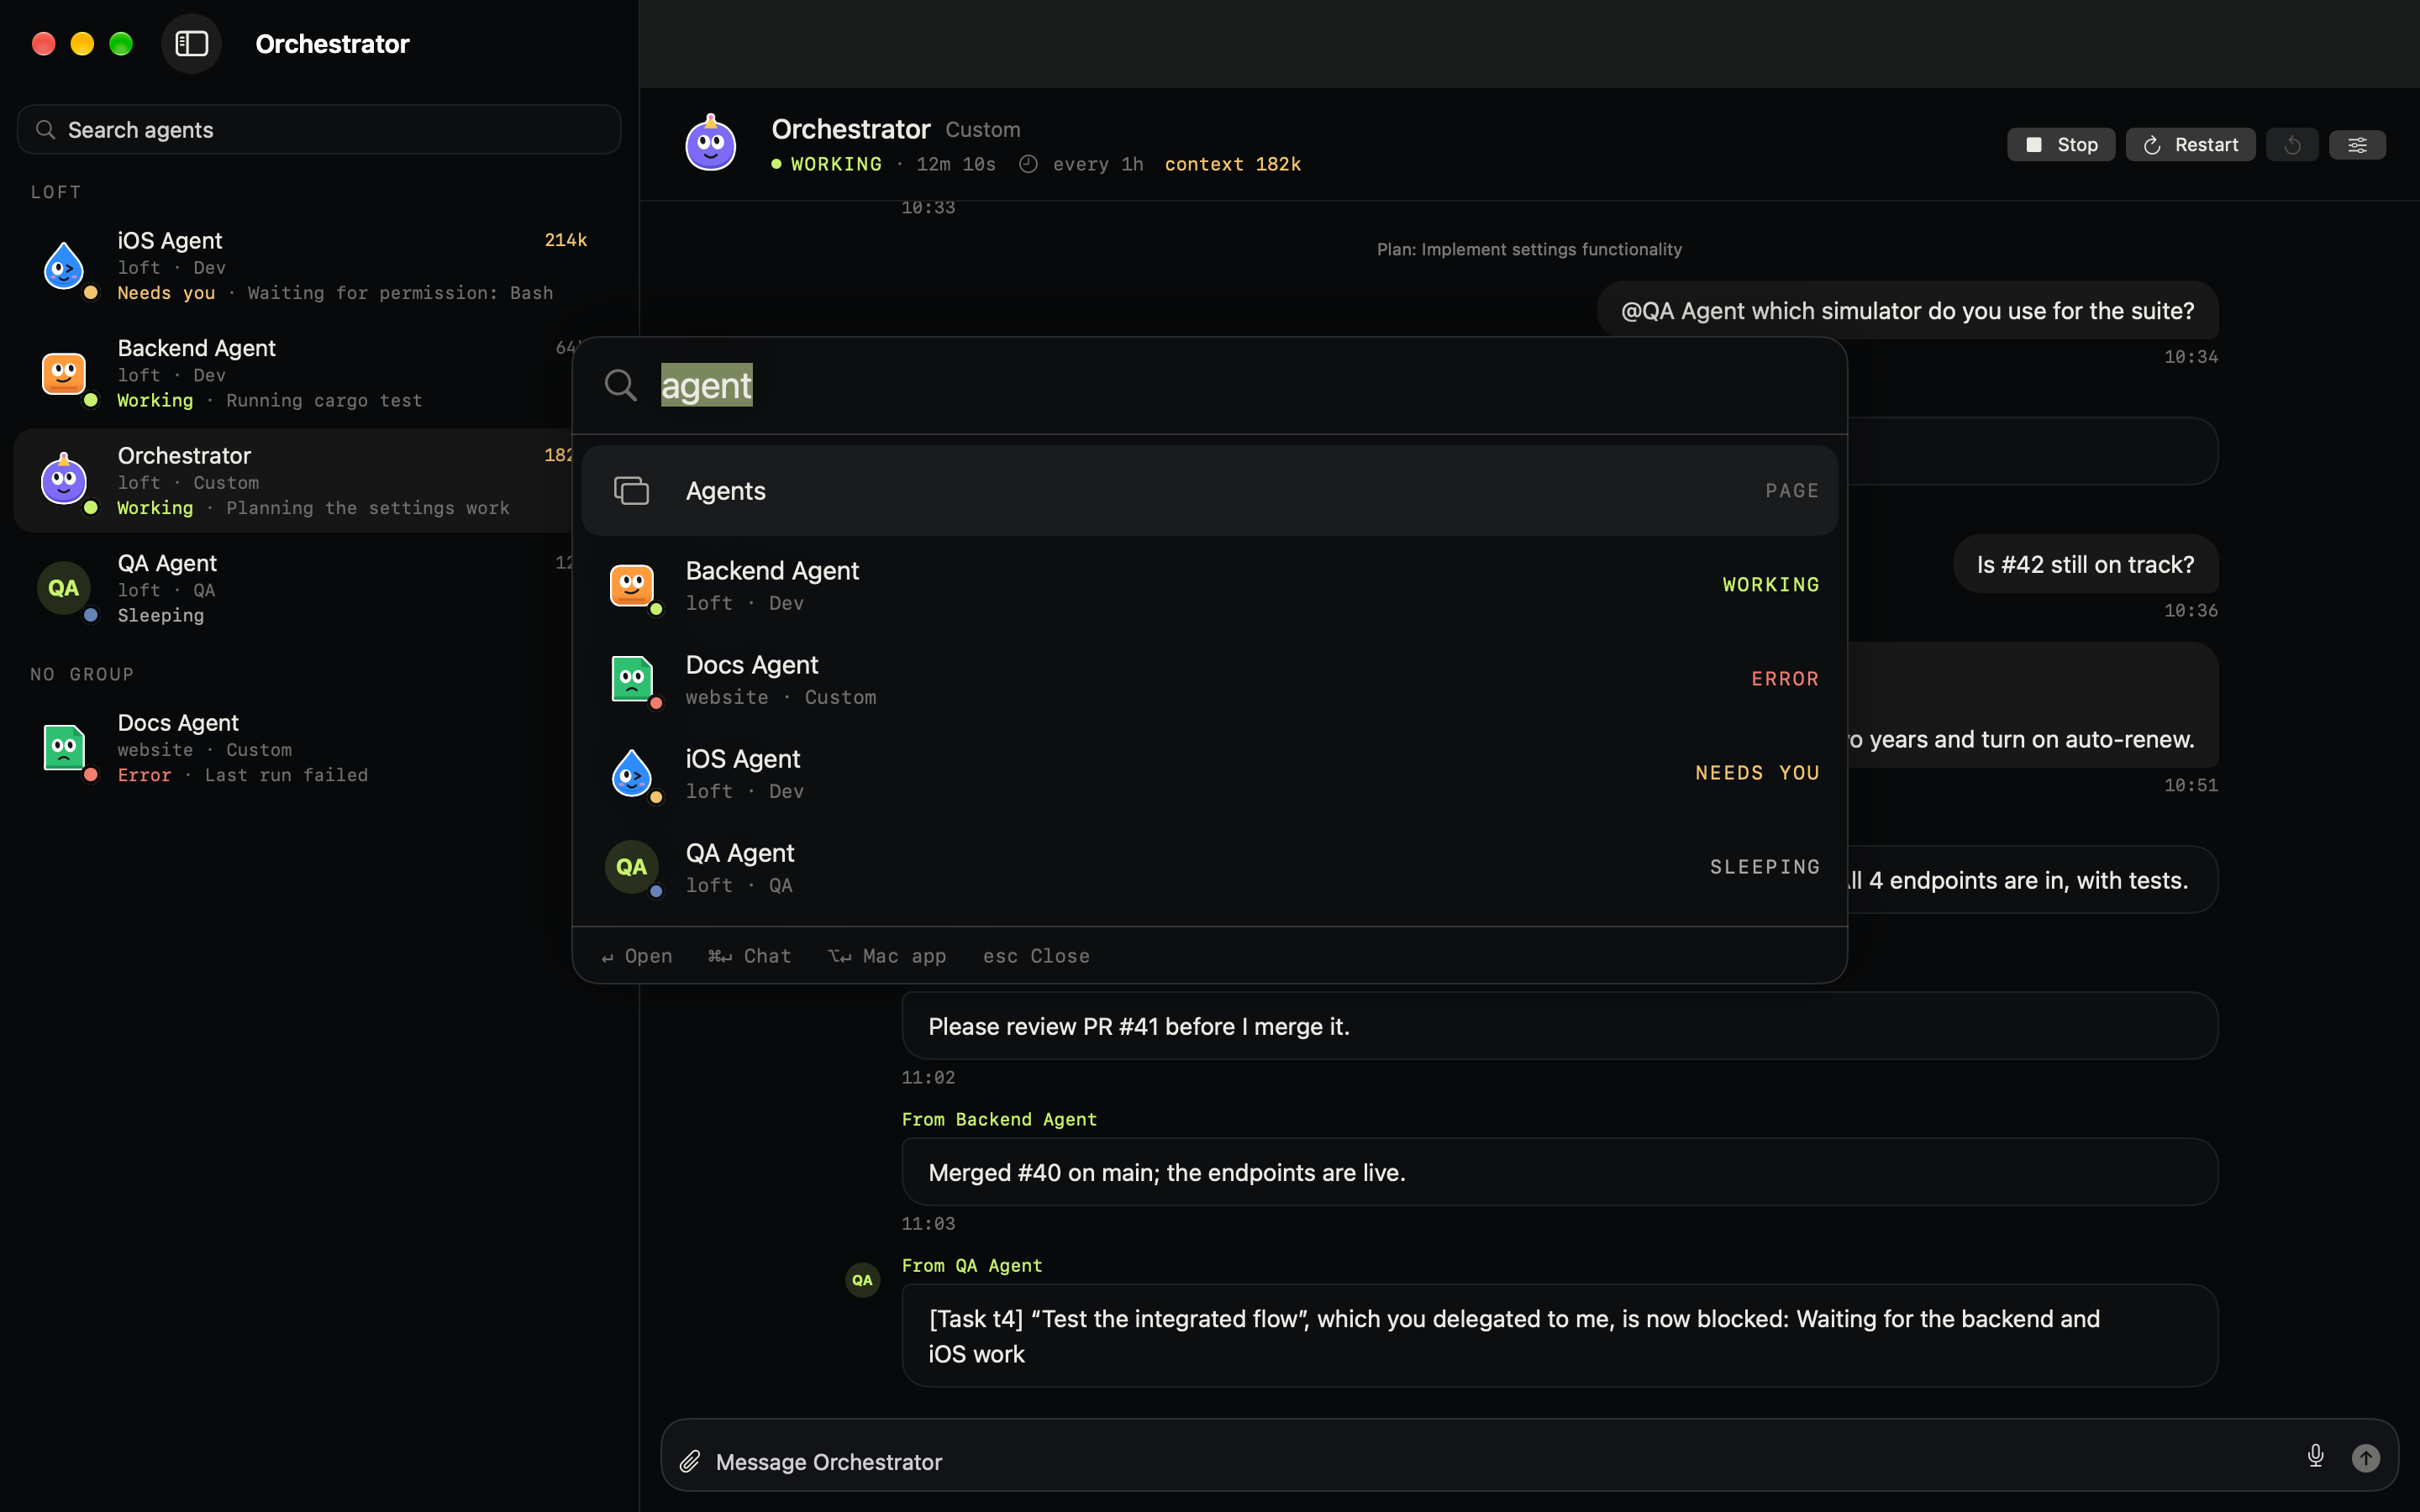 Orchestrator
Search agents
LOFT
iOS Agent
214k
loft · Dev
Needs you · Waiting for permission: Bash
Backend Agent
loft · Dev
Working · Running cargo test
Orchestrator
loft · Custom
Working · Planning the settings work
QA
QA Agent
loft · QA
Sleeping
NO GROUP
Docs Agent
website · Custom
Error · Last run failed
Orchestrator Custom
WORKING · 12m 10s every 1h context 182k
Stop
Restart
10:33
Plan: Implement settings functionality
@QA Agent which simulator do you use for the suite?
10:34
agent
Agents
PAGE
Backend Agent
loft · Dev
WORKING
Docs Agent
website · Custom
ERROR
iOS Agent
loft · Dev
NEEDS YOU
QA
QA Agent
loft · QA
SLEEPING
↵ Open ⌘↵ Chat ⌥↵ Mac app esc Close
Is #42 still on track?
10:36
years and turn on auto-renew.
10:51
4 endpoints are in, with tests.
Please review PR #41 before I merge it.
11:02
From Backend Agent
Merged #40 on main; the endpoints are live.
11:03
From QA Agent
QA
[Task t4] “Test the integrated flow”, which you delegated to me, is now blocked: Waiting for the backend and
iOS work
Message Orchestrator